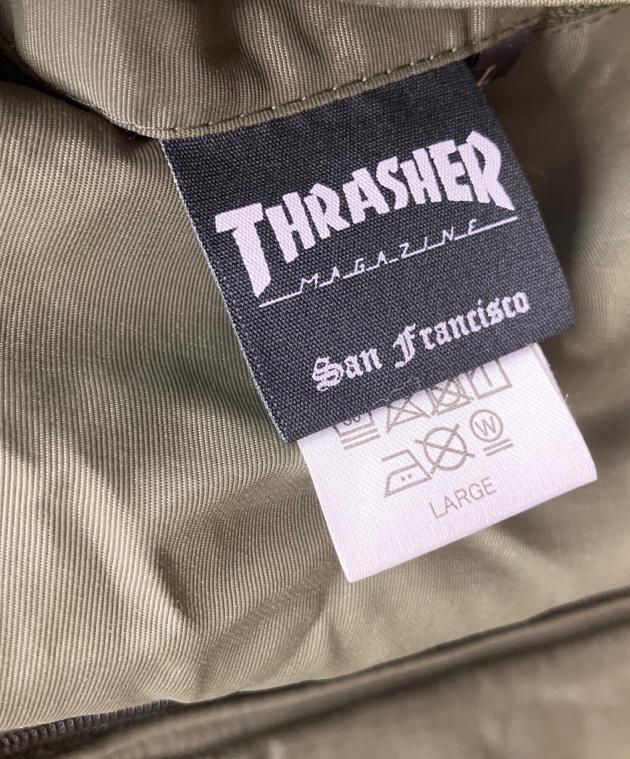 THRASHER
MAGAZINE
San Francisco
W
LARGE